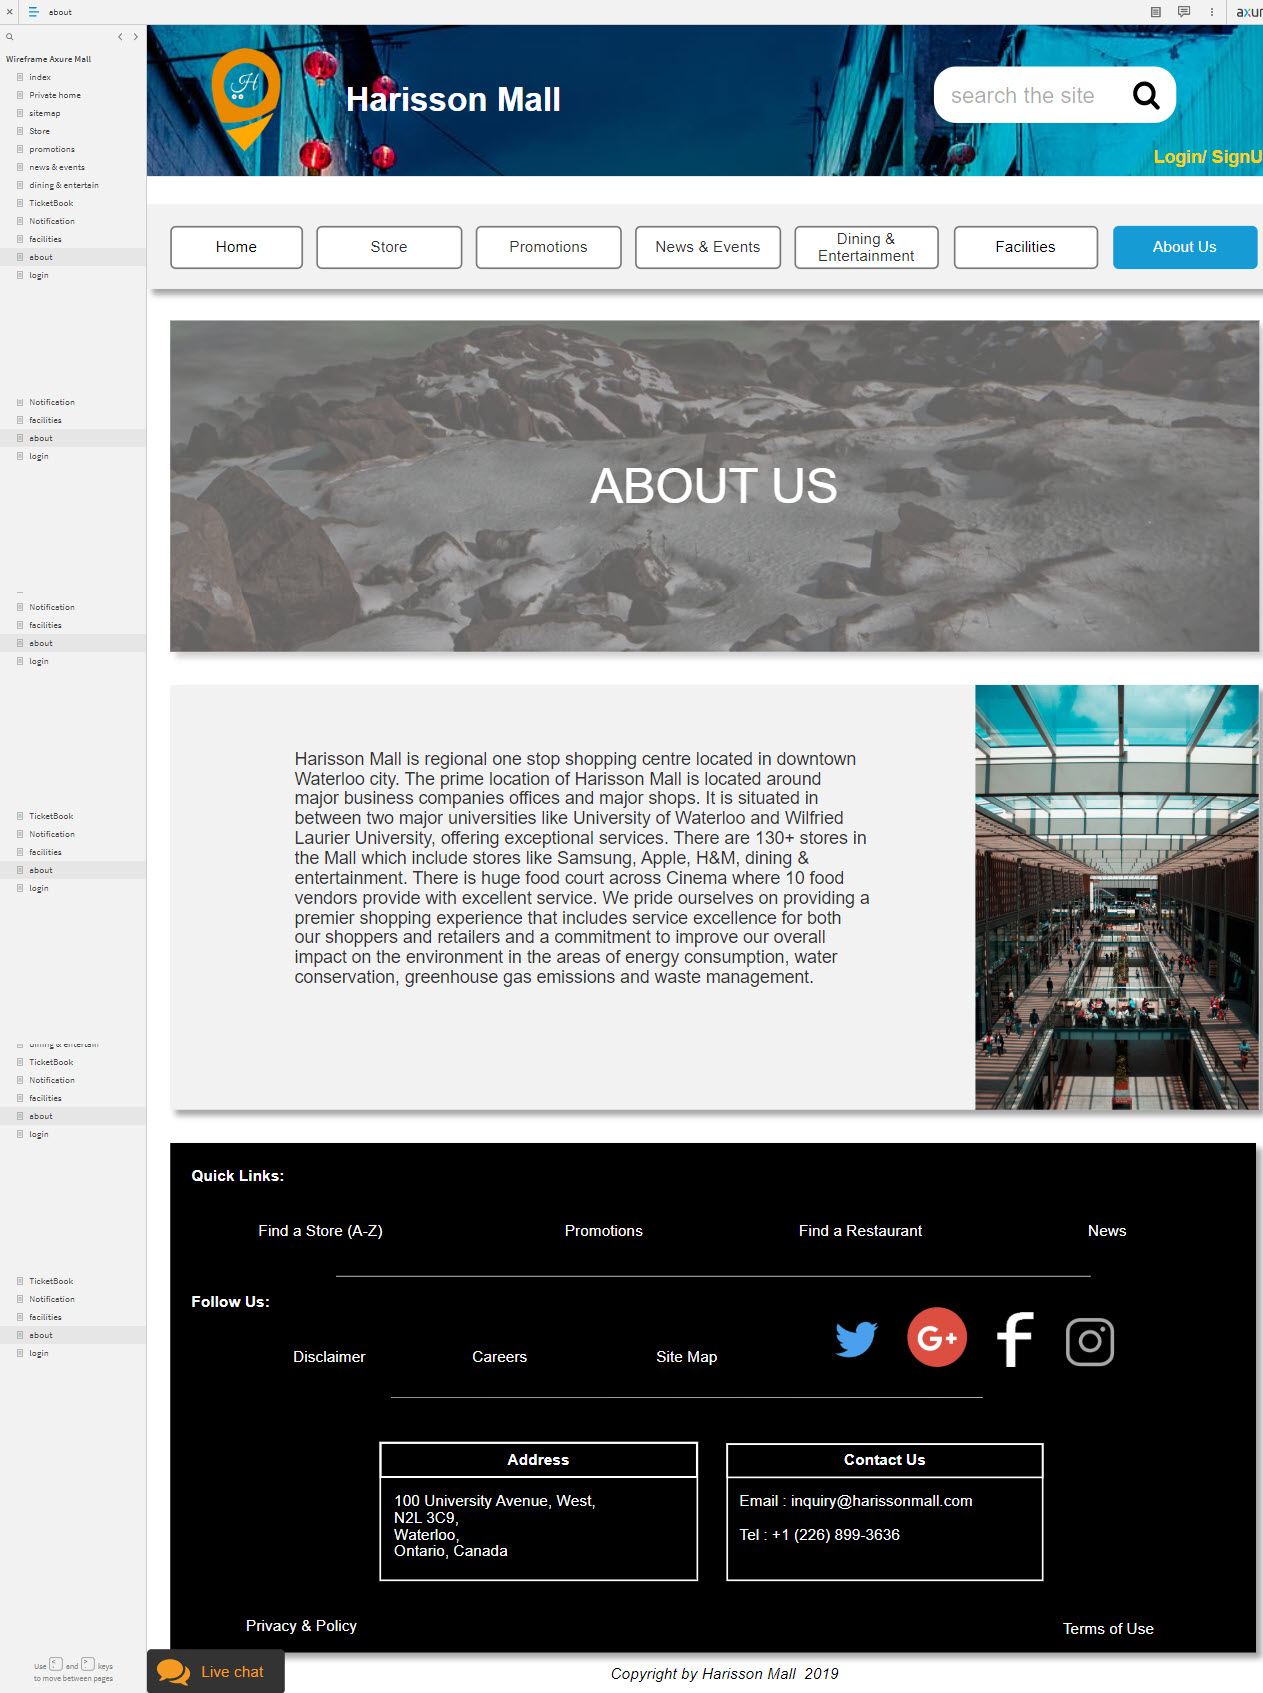 about
axur
Wireframe Axure Mall
index
Private home
sitemap
Store
promotions
news & events
dining & entertain
TicketBook
Notification
facilities
about
login
Notification
facilities
about
login
Notification
facilities
about
login
TicketBook
Notification
facilities
about
login
dining & entertain
TicketBook
Notification
facilities
about
login
TicketBook
Notification
facilities
about
login
Use < and > keys
to move between pages
H
Harisson Mall
search the site
Login/ SignU
Home
Store
Promotions
News & Events
Dining &
Entertainment
Facilities
About Us
ABOUT US
Harisson Mall is regional one stop shopping centre located in downtown
Waterloo city. The prime location of Harisson Mall is located around
major business companies offices and major shops. It is situated in
between two major universities like University of Waterloo and Wilfried
Laurier University, offering exceptional services. There are 130+ stores in
the Mall which include stores like Samsung, Apple, H&M, dining &
entertainment. There is huge food court across Cinema where 10 food
vendors provide with excellent service. We pride ourselves on providing a
premier shopping experience that includes service excellence for both
our shoppers and retailers and a commitment to improve our overall
impact on the environment in the areas of energy consumption, water
conservation, greenhouse gas emissions and waste management.
Quick Links:
Find a Store (A-Z)
Promotions
Find a Restaurant
News
Follow Us:
Disclaimer
Careers
Site Map
G+
f
Address
100 University Avenue, West,
N2L 3C9,
Waterloo,
Ontario, Canada
Contact Us
Email : inquiry@harissonmall.com
Tel : +1 (226) 899-3636
Privacy & Policy
Terms of Use
Live chat
Copyright by Harisson Mall 2019